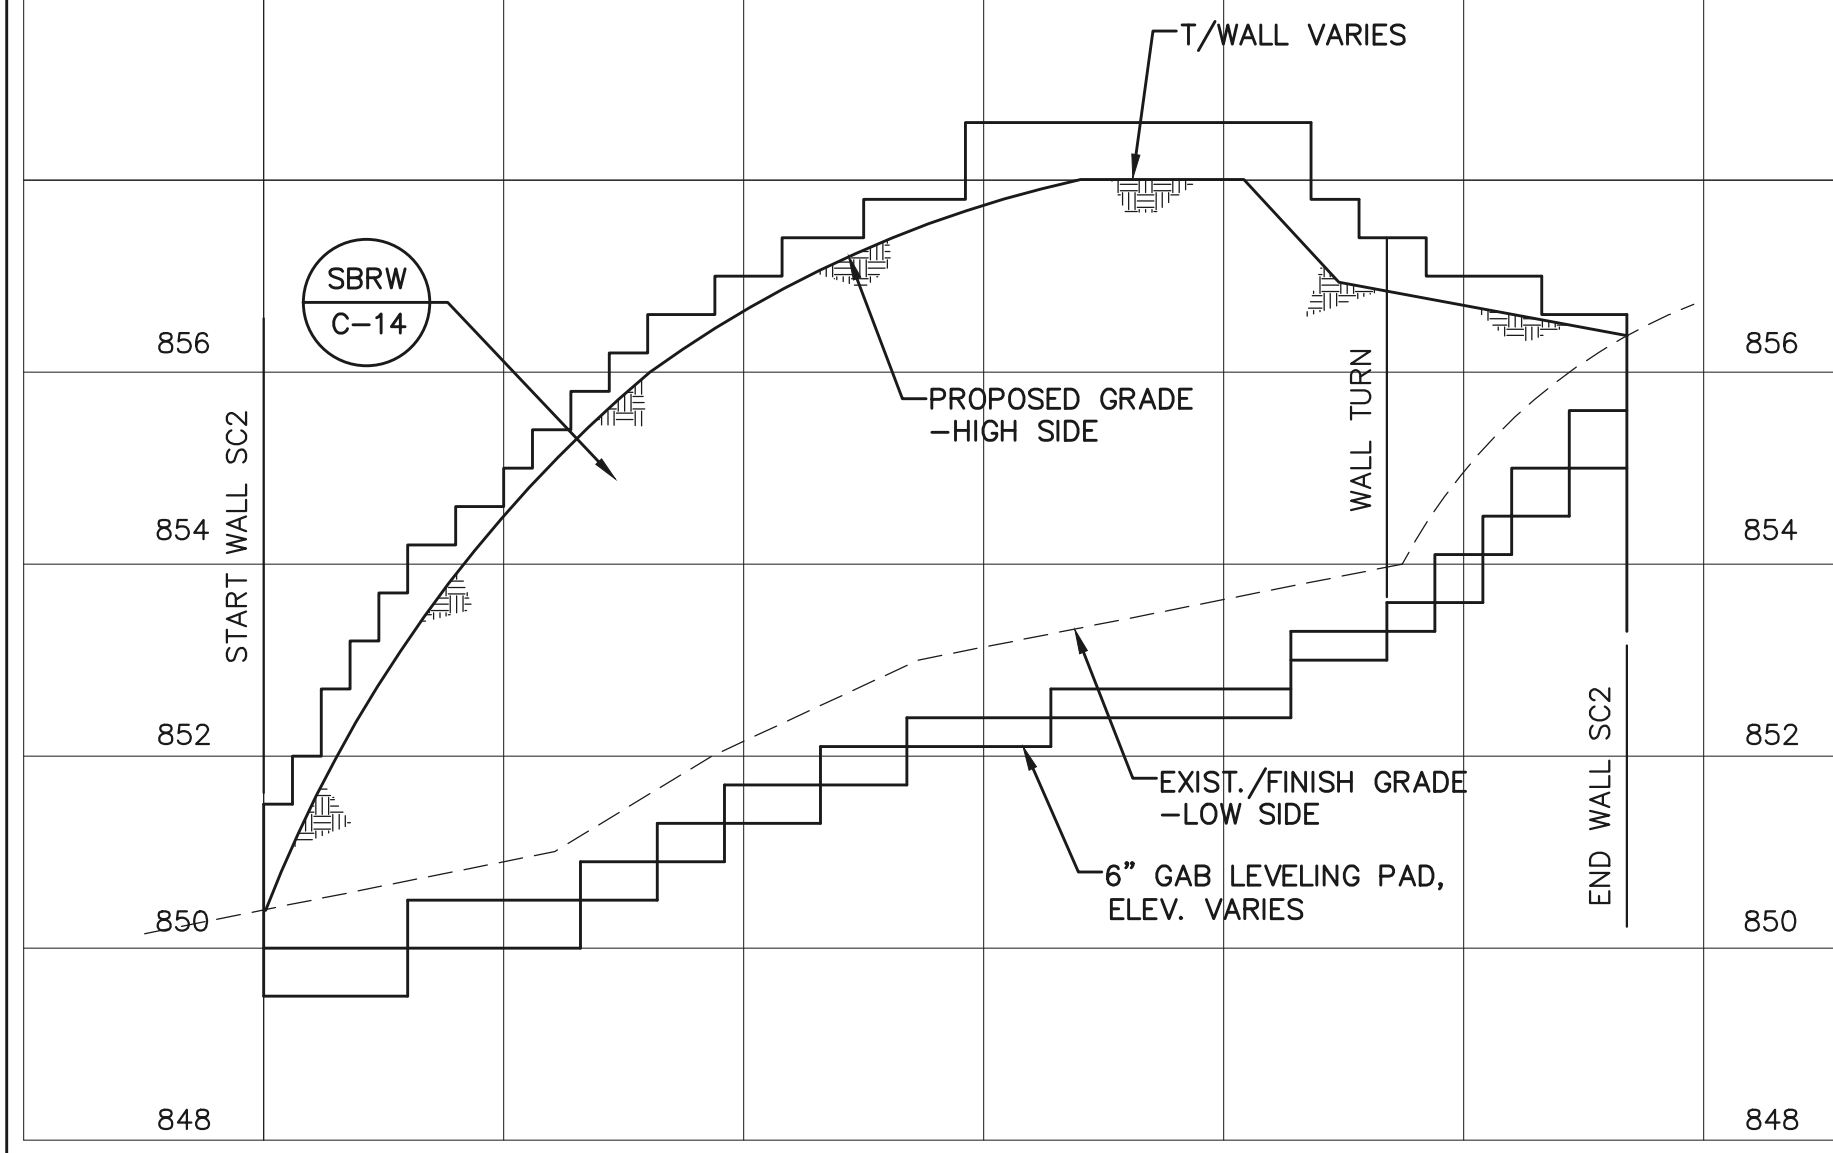 T/WALL VARIES
SBRW
C-14
856
856
PROPOSED GRADE
-HIGH SIDE
WALL TURN
START WALL SC2
854
854
852
852
EXIST./FINISH GRADE
-LOW SIDE
END WALL SC2
6" GAB LEVELING PAD,
ELEV. VARIES
850
850
848
848